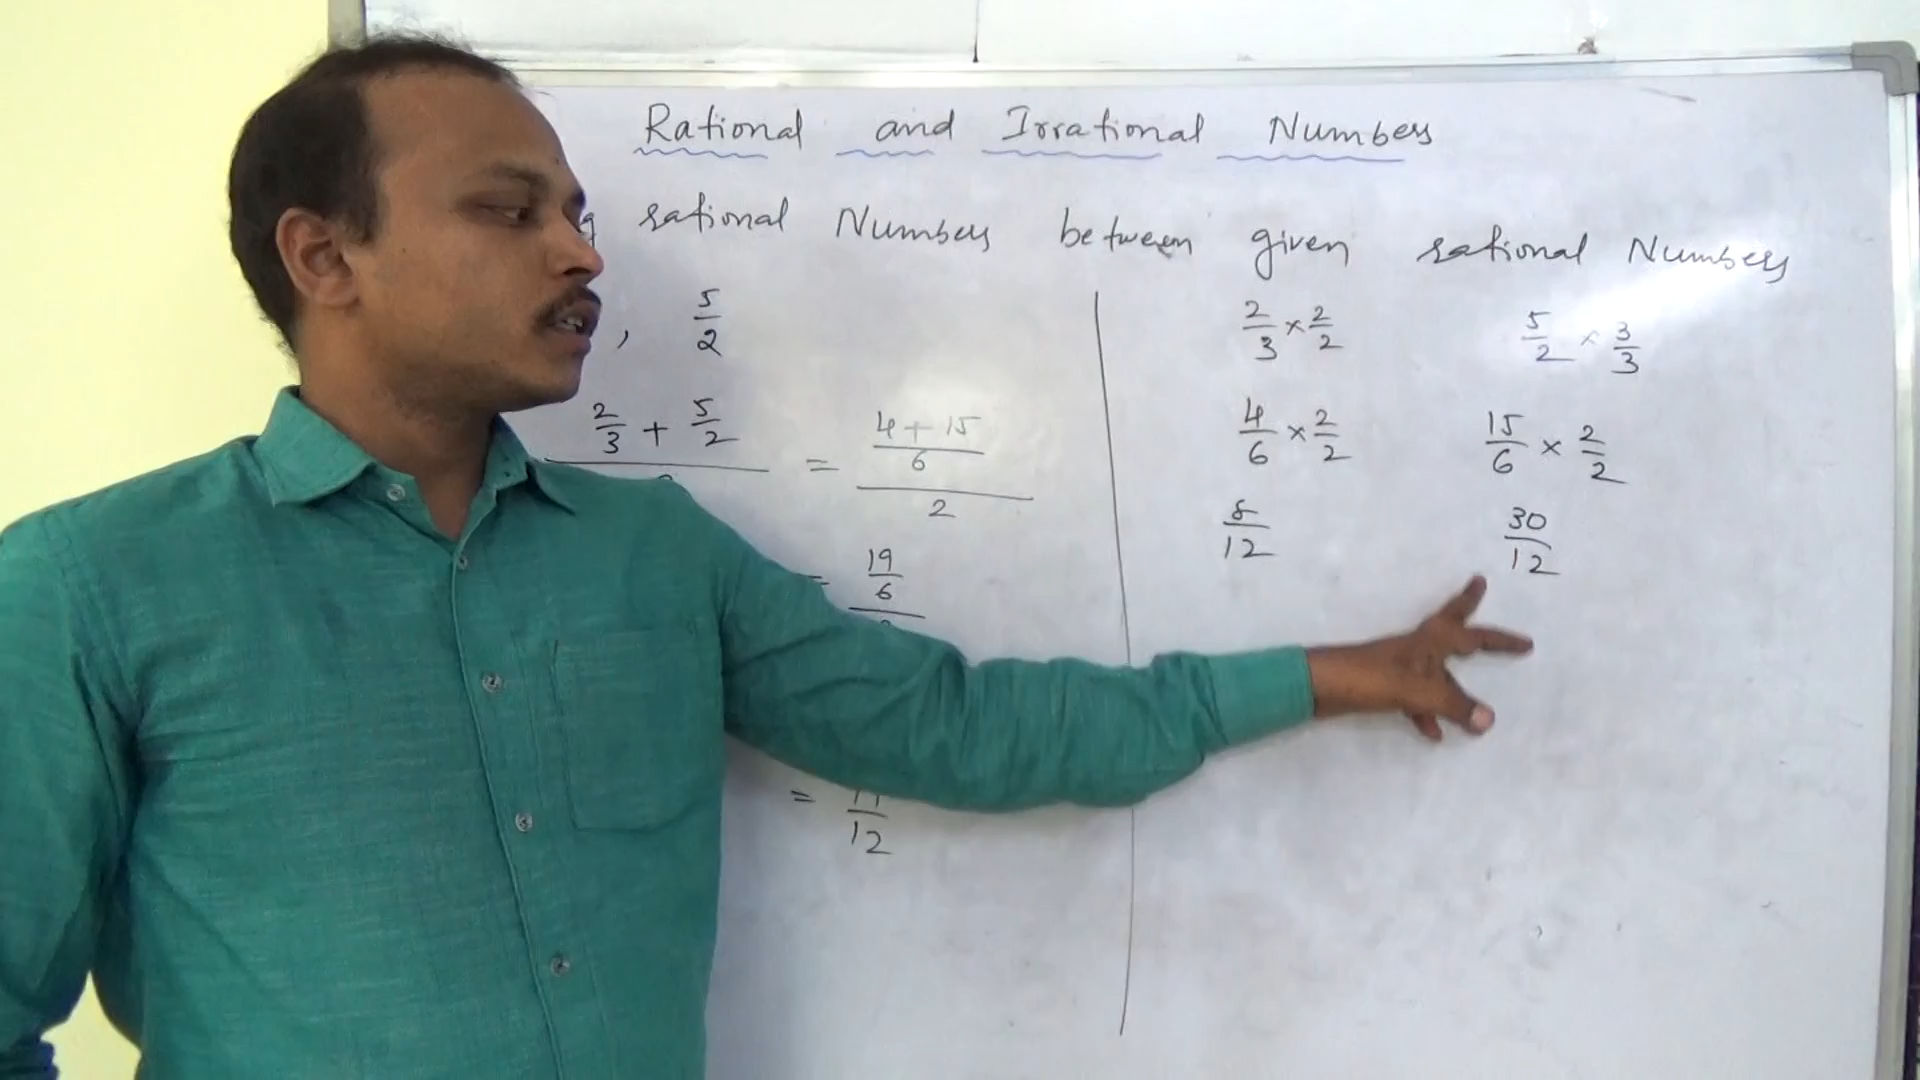 Rational and Irrational Numbers
rational Numbers between given rational Numbers
, 5/2
(2/3 + 5/2)/ = ((4+15)/6)/2
= (19/6)/
= /12
2/3 × 2/2 5/2 × 3/3
4/6 × 2/2 15/6 × 2/2
8/12 30/12